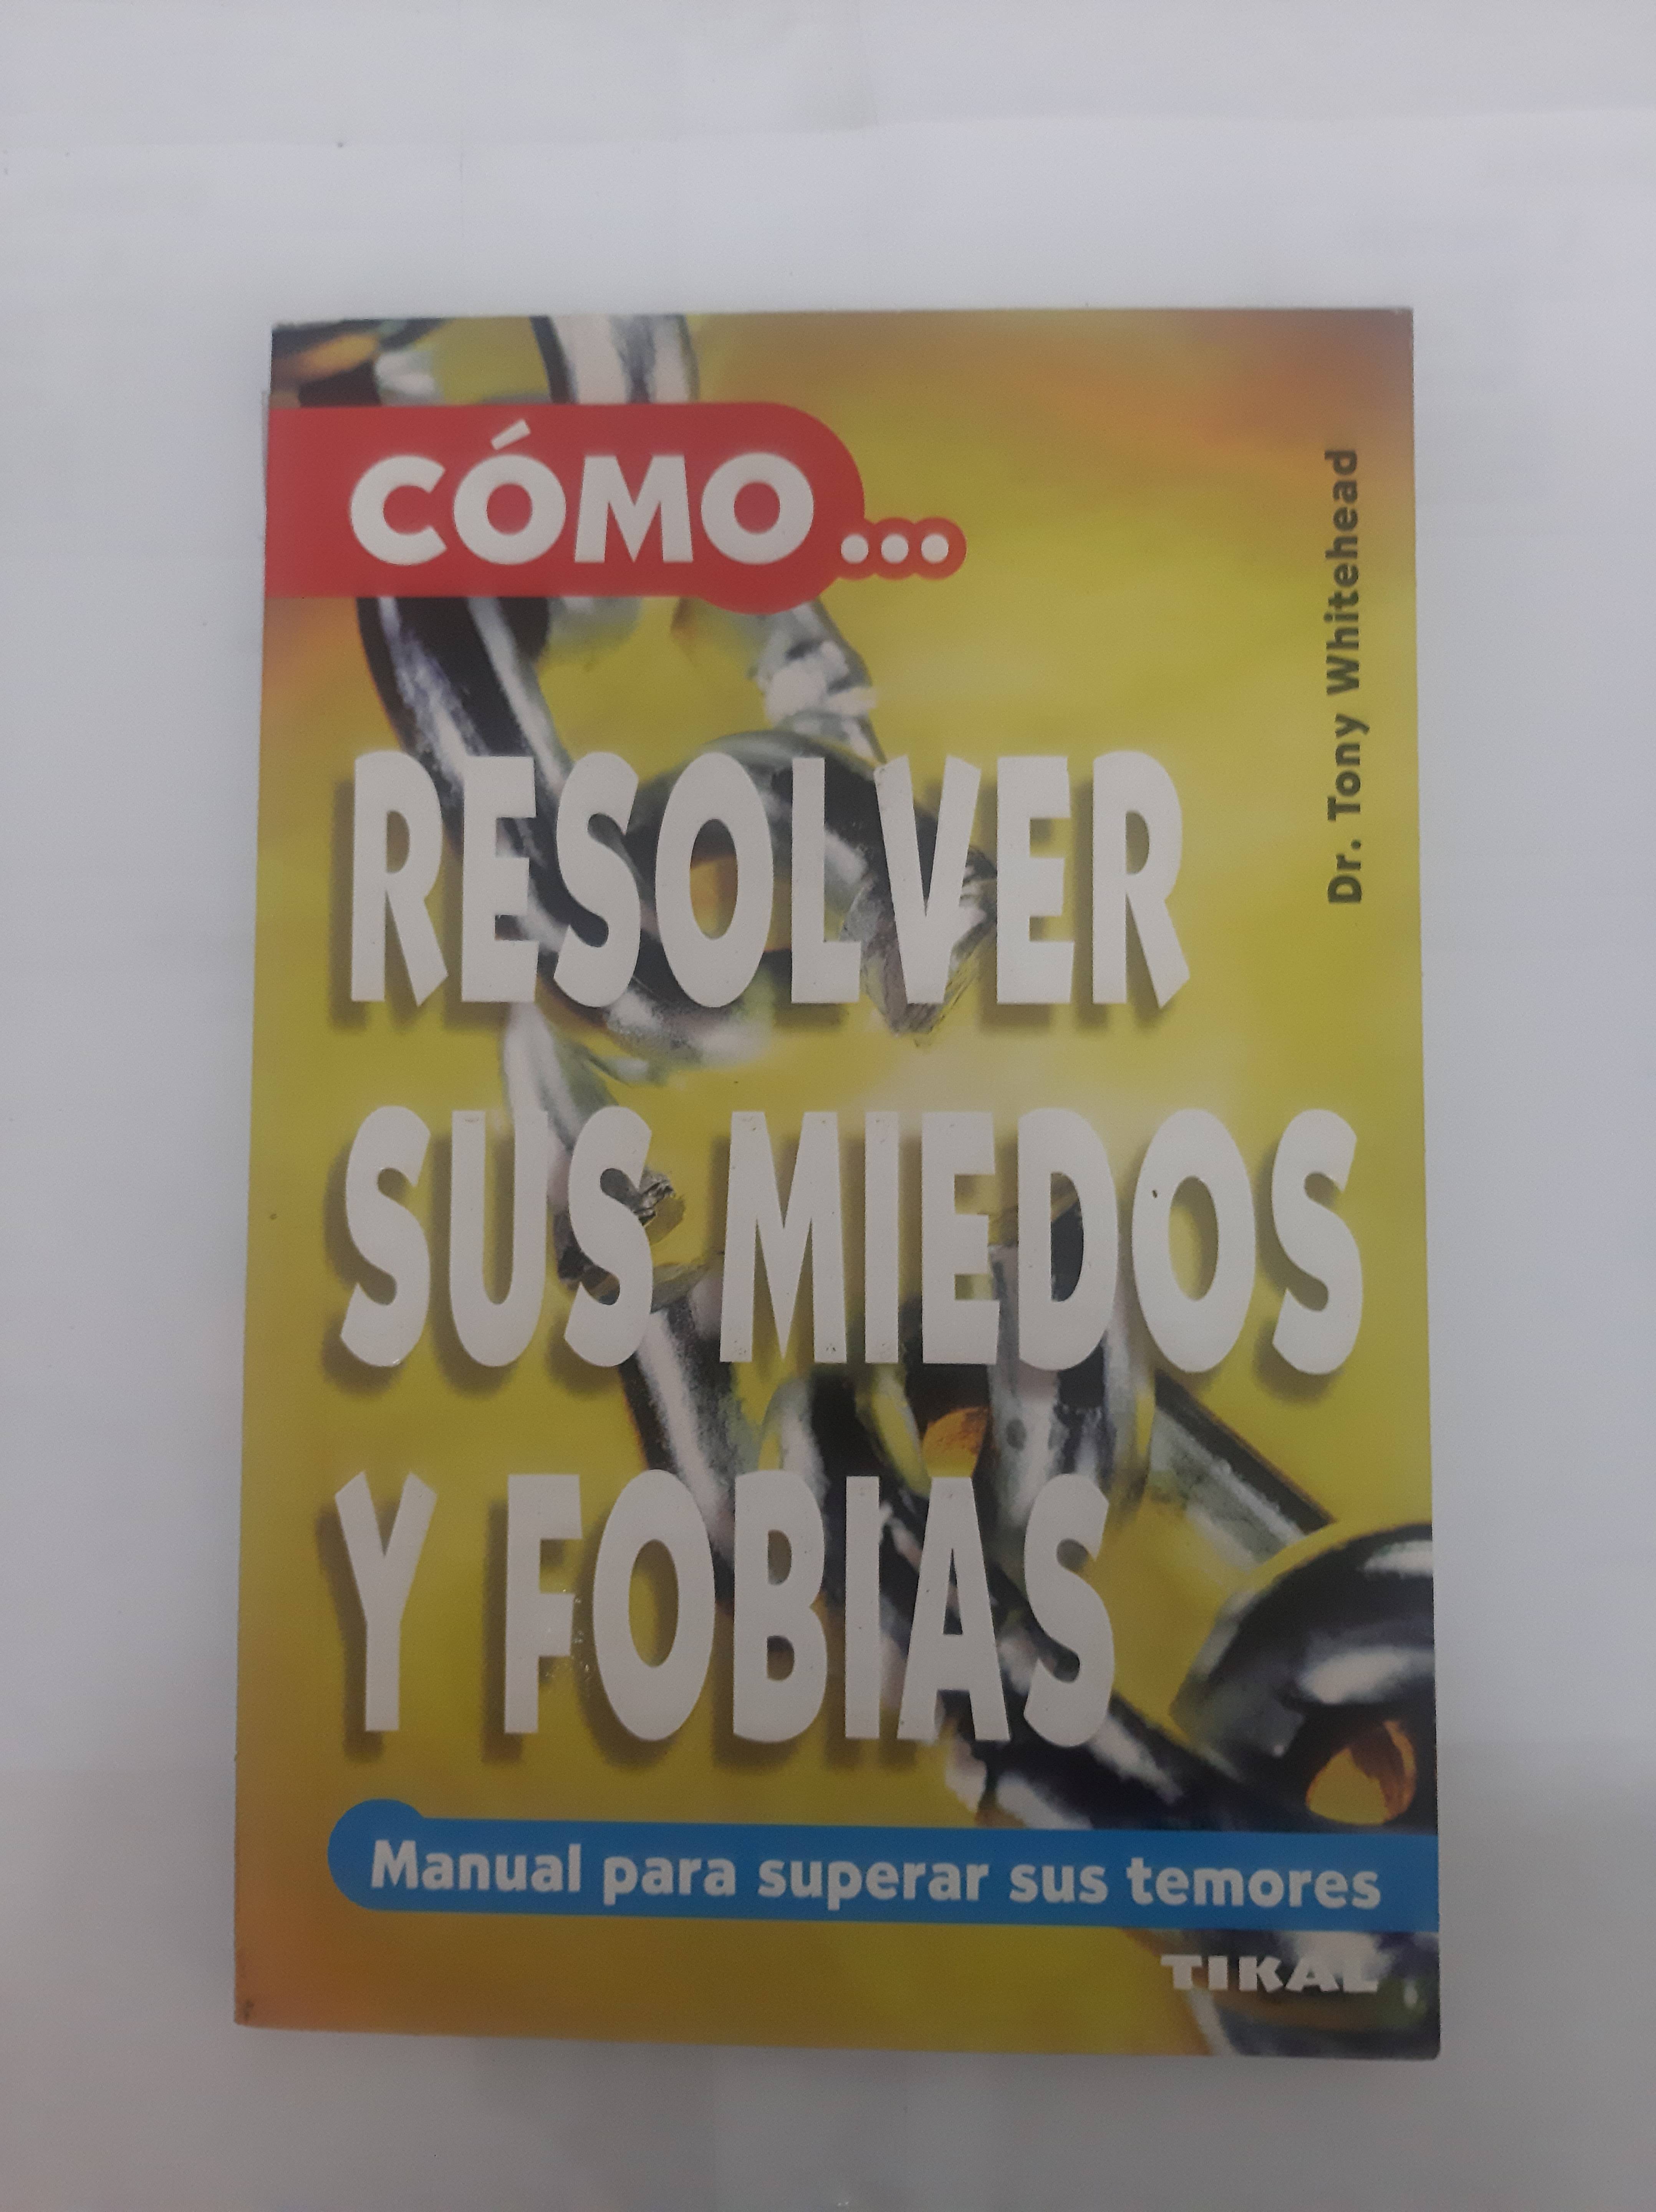 CÓMO...
Dr. Tony Whitehead
RESOLVER
SUS MIEDOS
Y FOBIAS
Manual para superar sus temores
TIKAL